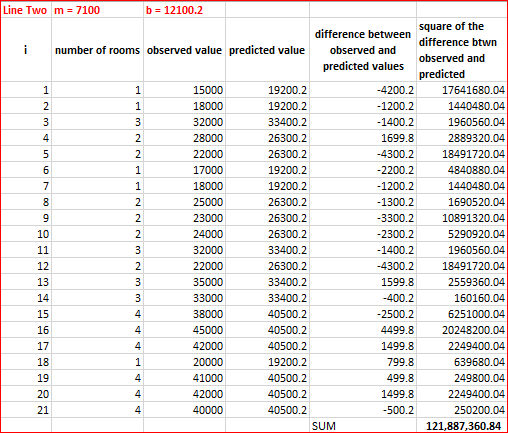 Line Two m = 7100 b = 12100.2
i number of rooms observed value predicted value difference between observed and predicted values square of the difference btwn observed and predicted
1 1 15000 19200.2 -4200.2 17641680.04
2 1 18000 19200.2 -1200.2 1440480.04
3 3 32000 33400.2 -1400.2 1960560.04
4 2 28000 26300.2 1699.8 2889320.04
5 2 22000 26300.2 -4300.2 18491720.04
6 1 17000 19200.2 -2200.2 4840880.04
7 1 18000 19200.2 -1200.2 1440480.04
8 2 25000 26300.2 -1300.2 1690520.04
9 2 23000 26300.2 -3300.2 10891320.04
10 2 24000 26300.2 -2300.2 5290920.04
11 3 32000 33400.2 -1400.2 1960560.04
12 2 22000 26300.2 -4300.2 18491720.04
13 3 35000 33400.2 1599.8 2559360.04
14 3 33000 33400.2 -400.2 160160.04
15 4 38000 40500.2 -2500.2 6251000.04
16 4 45000 40500.2 4499.8 20248200.04
17 4 42000 40500.2 1499.8 2249400.04
18 1 20000 19200.2 799.8 639680.04
19 4 41000 40500.2 499.8 249800.04
20 4 42000 40500.2 1499.8 2249400.04
21 4 40000 40500.2 -500.2 250200.04
SUM 121,887,360.84